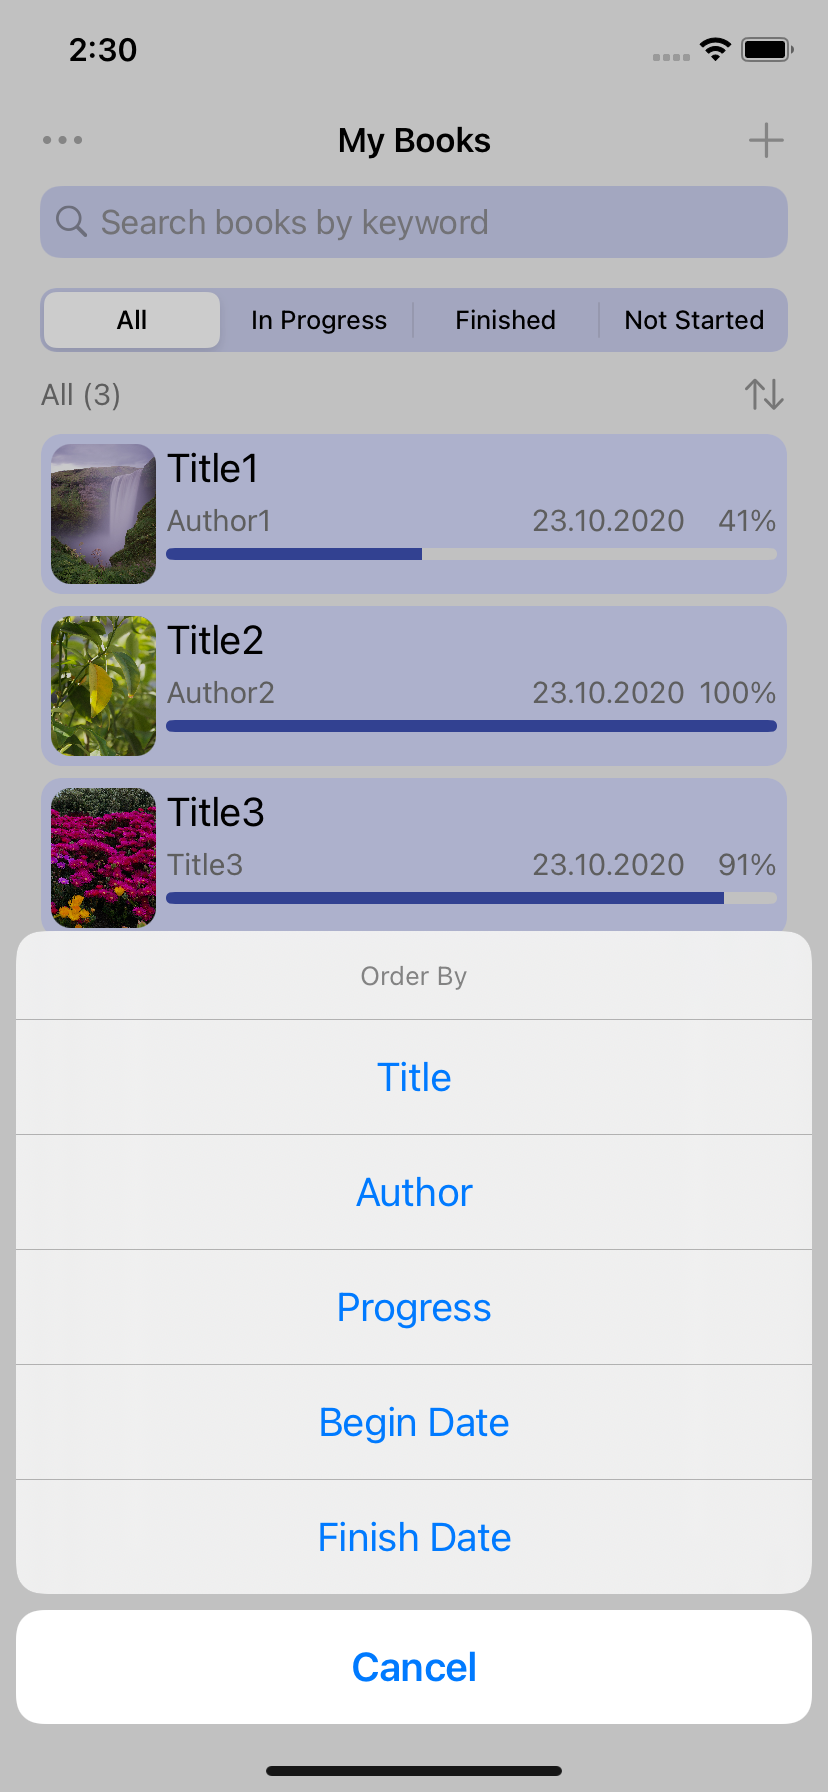 2:30
My Books
Search books by keyword
All In Progress Finished Not Started
All (3)
Title1
Author1 23.10.2020 41%
Title2
Author2 23.10.2020 100%
Title3
Title3 23.10.2020 91%
Order By
Title
Author
Progress
Begin Date
Finish Date
Cancel